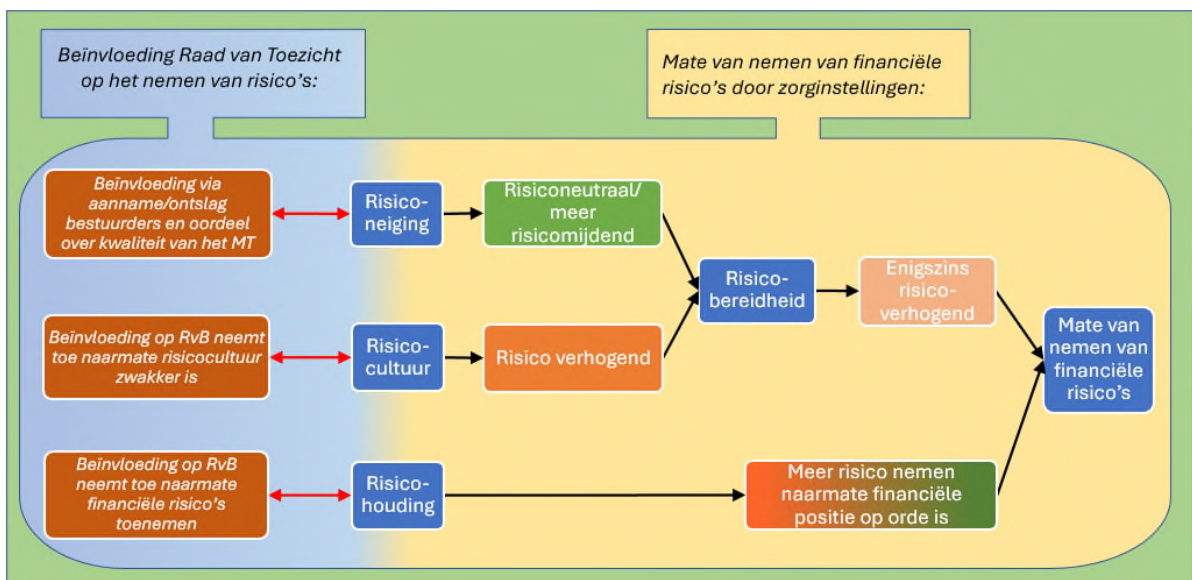 Beïnvloeding Raad van Toezicht
op het nemen van risico's:
Mate van nemen van financiële
risico's door zorginstellingen:
Beïnvloeding via
aanname/ontslag
bestuurders en oordeel
over kwaliteit van het MT
Risico-
neiging
Risiconeutraal/
meer
risicomijdend
Risico-
bereidheid
Enigszins
risico-
verhogend
Beïnvloeding op RvB neemt
toe naarmate risicocultuur
zwakker is
Risico-
cultuur
Risico verhogend
Mate van
nemen van
financiële
risico's
Beïnvloeding op RvB
neemt toe naarmate
financiële risico's
toenemen
Risico-
houding
Meer risico nemen
naarmate financiële
positie op orde is